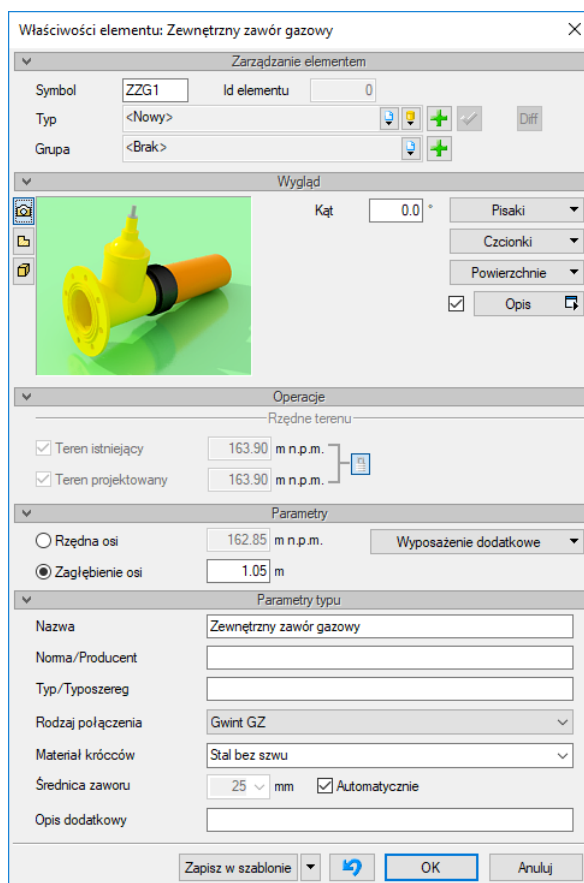 Właściwości elementu: Zewnętrzny zawór gazowy
Zarządzanie elementem
Symbol ZZG1 Id elementu 0
Typ <Nowy> Diff
Grupa <Brak>
Wygląd
Kąt 0.0 ° Pisaki
Czcionki
Powierzchnie
Opis
Operacje
Rzędne terenu
Teren istniejący 163.90 m n.p.m.
Teren projektowany 163.90 m n.p.m.
Parametry
Rzędna osi 162.85 m n.p.m. Wyposażenie dodatkowe
Zagłębienie osi 1.05 m
Parametry typu
Nazwa Zewnętrzny zawór gazowy
Norma/Producent
Typ/Typoszereg
Rodzaj połączenia Gwint GZ
Materiał króćców Stal bez szwu
Średnica zaworu 25 mm Automatycznie
Opis dodatkowy
Zapisz w szablonie OK Anuluj